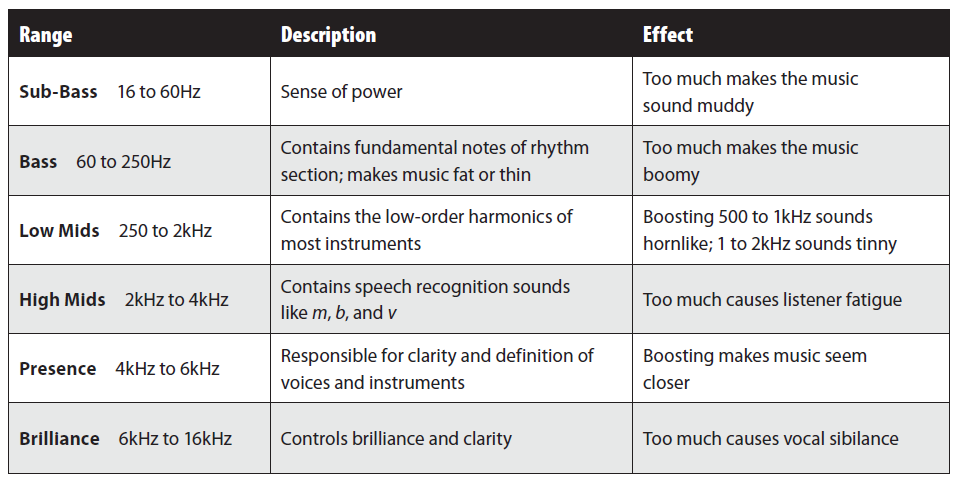 Range Description Effect
Sub-Bass 16 to 60Hz Sense of power Too much makes the music
sound muddy
Bass 60 to 250Hz Contains fundamental notes of rhythm
section; makes music fat or thin Too much makes the music
boomy
Low Mids 250 to 2kHz Contains the low-order harmonics of
most instruments Boosting 500 to 1kHz sounds
hornlike; 1 to 2kHz sounds tinny
High Mids 2kHz to 4kHz Contains speech recognition sounds
like m, b, and v Too much causes listener fatigue
Presence 4kHz to 6kHz Responsible for clarity and definition of
voices and instruments Boosting makes music seem
closer
Brilliance 6kHz to 16kHz Controls brilliance and clarity Too much causes vocal sibilance